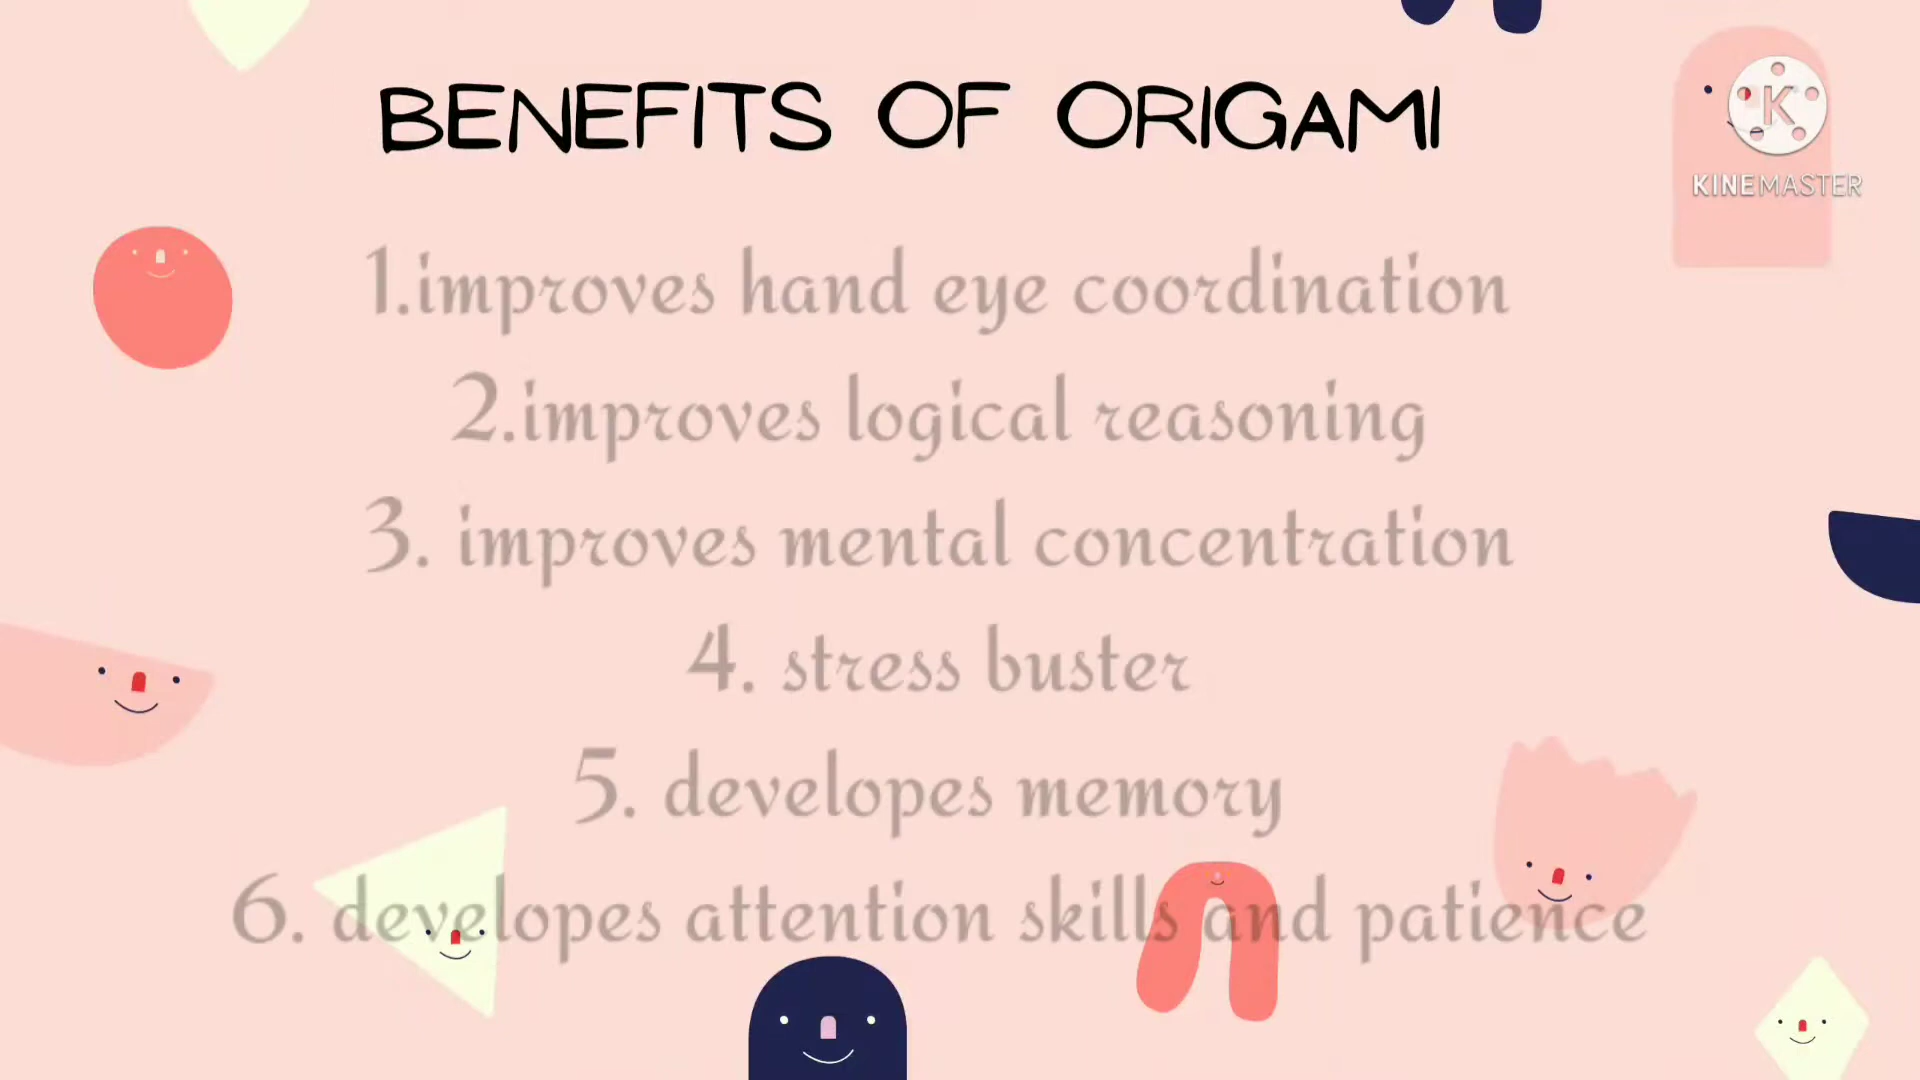 BENEFITS OF ORIGAMI
K
KINEMASTER
1.improves hand eye coordination
2.improves logical reasoning
3. improves mental concentration
4. stress buster
5. developes memory
6. developes attention skills and patience